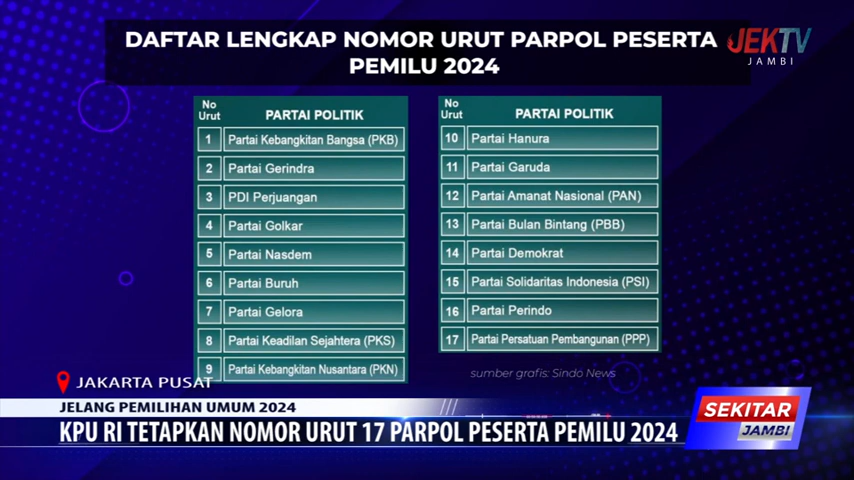 DAFTAR LENGKAP NOMOR URUT PARPOL PESERTA
PEMILU 2024
JEKTV
JAMBI
No
Urut
PARTAI POLITIK
1 Partai Kebangkitan Bangsa (PKB)
2 Partai Gerindra
3 PDI Perjuangan
4 Partai Golkar
5 Partai Nasdem
6 Partai Buruh
7 Partai Gelora
8 Partai Keadilan Sejahtera (PKS)
9 Partai Kebangkitan Nusantara (PKN)
No
Urut
PARTAI POLITIK
10 Partai Hanura
11 Partai Garuda
12 Partai Amanat Nasional (PAN)
13 Partai Bulan Bintang (PBB)
14 Partai Demokrat
15 Partai Solidaritas Indonesia (PSI)
16 Partai Perindo
17 Partai Persatuan Pembangunan (PPP)
sumber grafis: Sindo News
JAKARTA PUSAT
JELANG PEMILIHAN UMUM 2024
KPU RI TETAPKAN NOMOR URUT 17 PARPOL PESERTA PEMILU 2024
SEKITAR
JAMBI